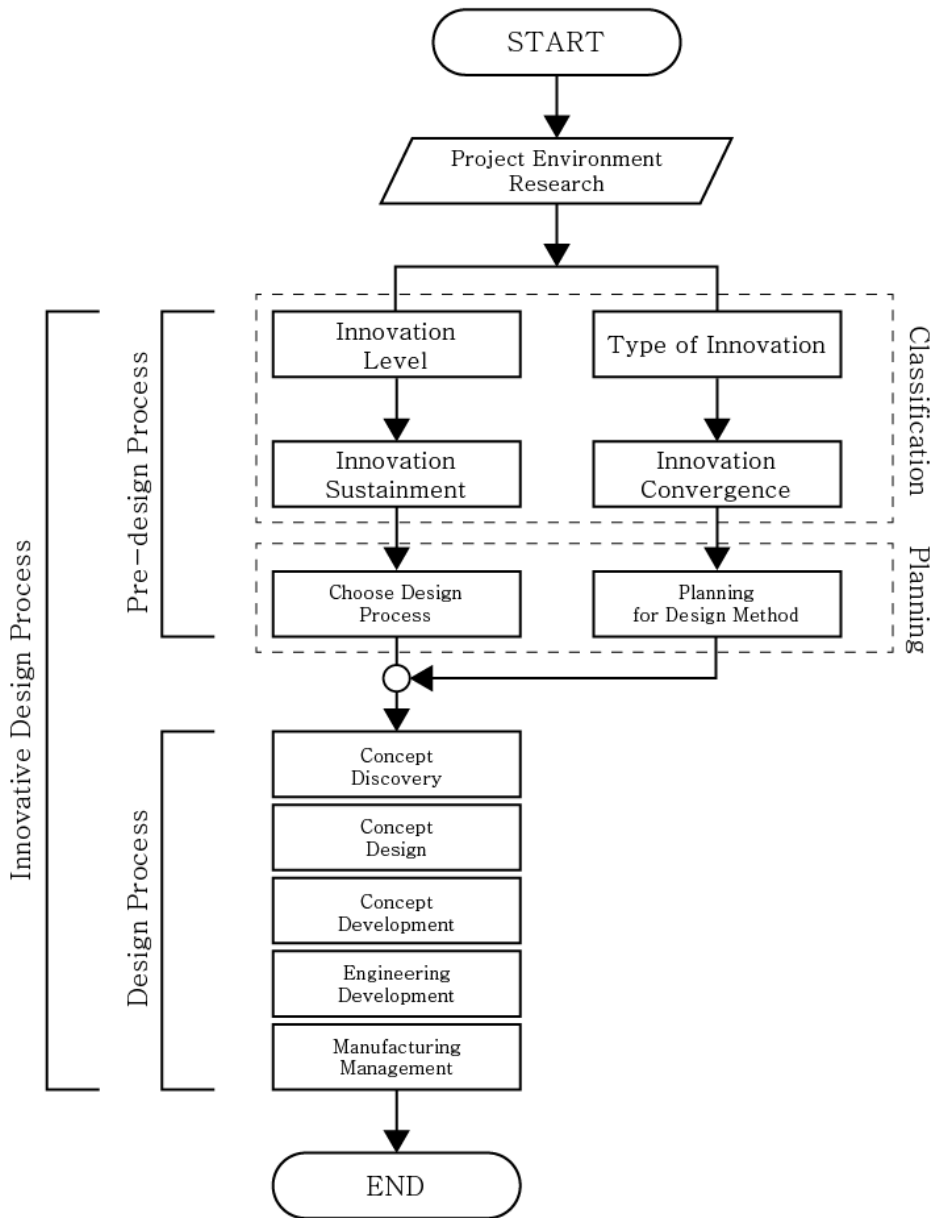 START
Project Environment
Research
Innovation
Level
Type of Innovation
Innovation
Sustainment
Innovation
Convergence
Classification
Choose Design
Process
Planning
for Design Method
Planning
Pre-design Process
Innovative Design Process
Concept
Discovery
Concept
Design
Concept
Development
Engineering
Development
Manufacturing
Management
Design Process
END